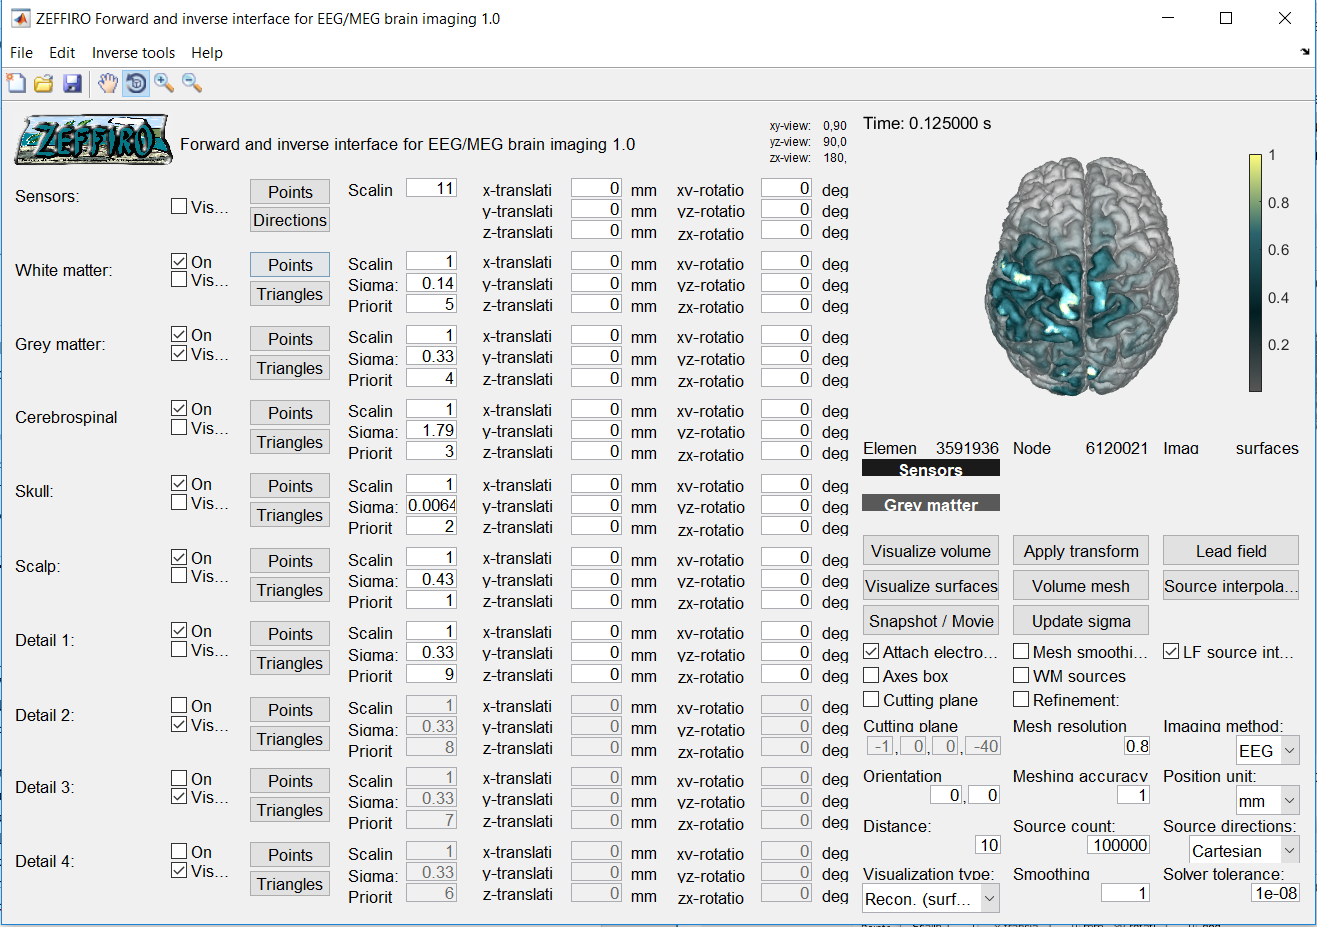 ZEFFIRO Forward and inverse interface for EEG/MEG brain imaging 1.0
File Edit Inverse tools Help
ZEFFIRO Forward and inverse interface for EEG/MEG brain imaging 1.0
xy-view: 0,90
yz-view: 90,0
zx-view: 180,
Time: 0.125000 s
Sensors: Vis... Points Scalin 11 x-translati 0 mm xy-rotatio 0 deg
Directions y-translati 0 mm yz-rotatio 0 deg
z-translati 0 mm zx-rotatio 0 deg
White matter: On Points Scalin 1 x-translati 0 mm xy-rotatio 0 deg
Vis... Triangles Sigma: 0.14 y-translati 0 mm yz-rotatio 0 deg
Priorit 5 z-translati 0 mm zx-rotatio 0 deg
Grey matter: On Points Scalin 1 x-translati 0 mm xy-rotatio 0 deg
Vis... Triangles Sigma: 0.33 y-translati 0 mm yz-rotatio 0 deg
Priorit 4 z-translati 0 mm zx-rotatio 0 deg
Cerebrospinal On Points Scalin 1 x-translati 0 mm xy-rotatio 0 deg
Vis... Triangles Sigma: 1.79 y-translati 0 mm yz-rotatio 0 deg
Priorit 3 z-translati 0 mm zx-rotatio 0 deg
Skull: On Points Scalin 1 x-translati 0 mm xy-rotatio 0 deg
Vis... Triangles Sigma: 0.0064 y-translati 0 mm yz-rotatio 0 deg
Priorit 2 z-translati 0 mm zx-rotatio 0 deg
Scalp: On Points Scalin 1 x-translati 0 mm xy-rotatio 0 deg
Vis... Triangles Sigma: 0.43 y-translati 0 mm yz-rotatio 0 deg
Priorit 1 z-translati 0 mm zx-rotatio 0 deg
Detail 1: On Points Scalin 1 x-translati 0 mm xy-rotatio 0 deg
Vis... Triangles Sigma: 0.33 y-translati 0 mm yz-rotatio 0 deg
Priorit 9 z-translati 0 mm zx-rotatio 0 deg
Detail 2: On Points Scalin 1 x-translati 0 mm xy-rotatio 0 deg
Vis... Triangles Sigma: 0.33 y-translati 0 mm yz-rotatio 0 deg
Priorit 8 z-translati 0 mm zx-rotatio 0 deg
Detail 3: On Points Scalin 1 x-translati 0 mm xy-rotatio 0 deg
Vis... Triangles Sigma: 0.33 y-translati 0 mm yz-rotatio 0 deg
Priorit 7 z-translati 0 mm zx-rotatio 0 deg
Detail 4: On Points Scalin 1 x-translati 0 mm xy-rotatio 0 deg
Vis... Triangles Sigma: 0.33 y-translati 0 mm yz-rotatio 0 deg
Priorit 6 z-translati 0 mm zx-rotatio 0 deg
1
0.8
0.6
0.4
0.2
Elemen 3591936 Node 6120021 Imag surfaces
Sensors
Grey matter
Visualize volume Apply transform Lead field
Visualize surfaces Volume mesh Source interpola...
Snapshot / Movie Update sigma
Attach electro... Mesh smoothi... LF source int...
Axes box WM sources
Cutting plane Refinement:
Cutting plane Mesh resolution Imaging method:
-1 , 0 , 0 , -40 0.8 EEG
Orientation Meshing accuracy Position unit:
0 , 0 1 mm
Distance: Source count: Source directions:
10 100000 Cartesian
Visualization type: Smoothing Solver tolerance:
Recon. (surf... 1 1e-08